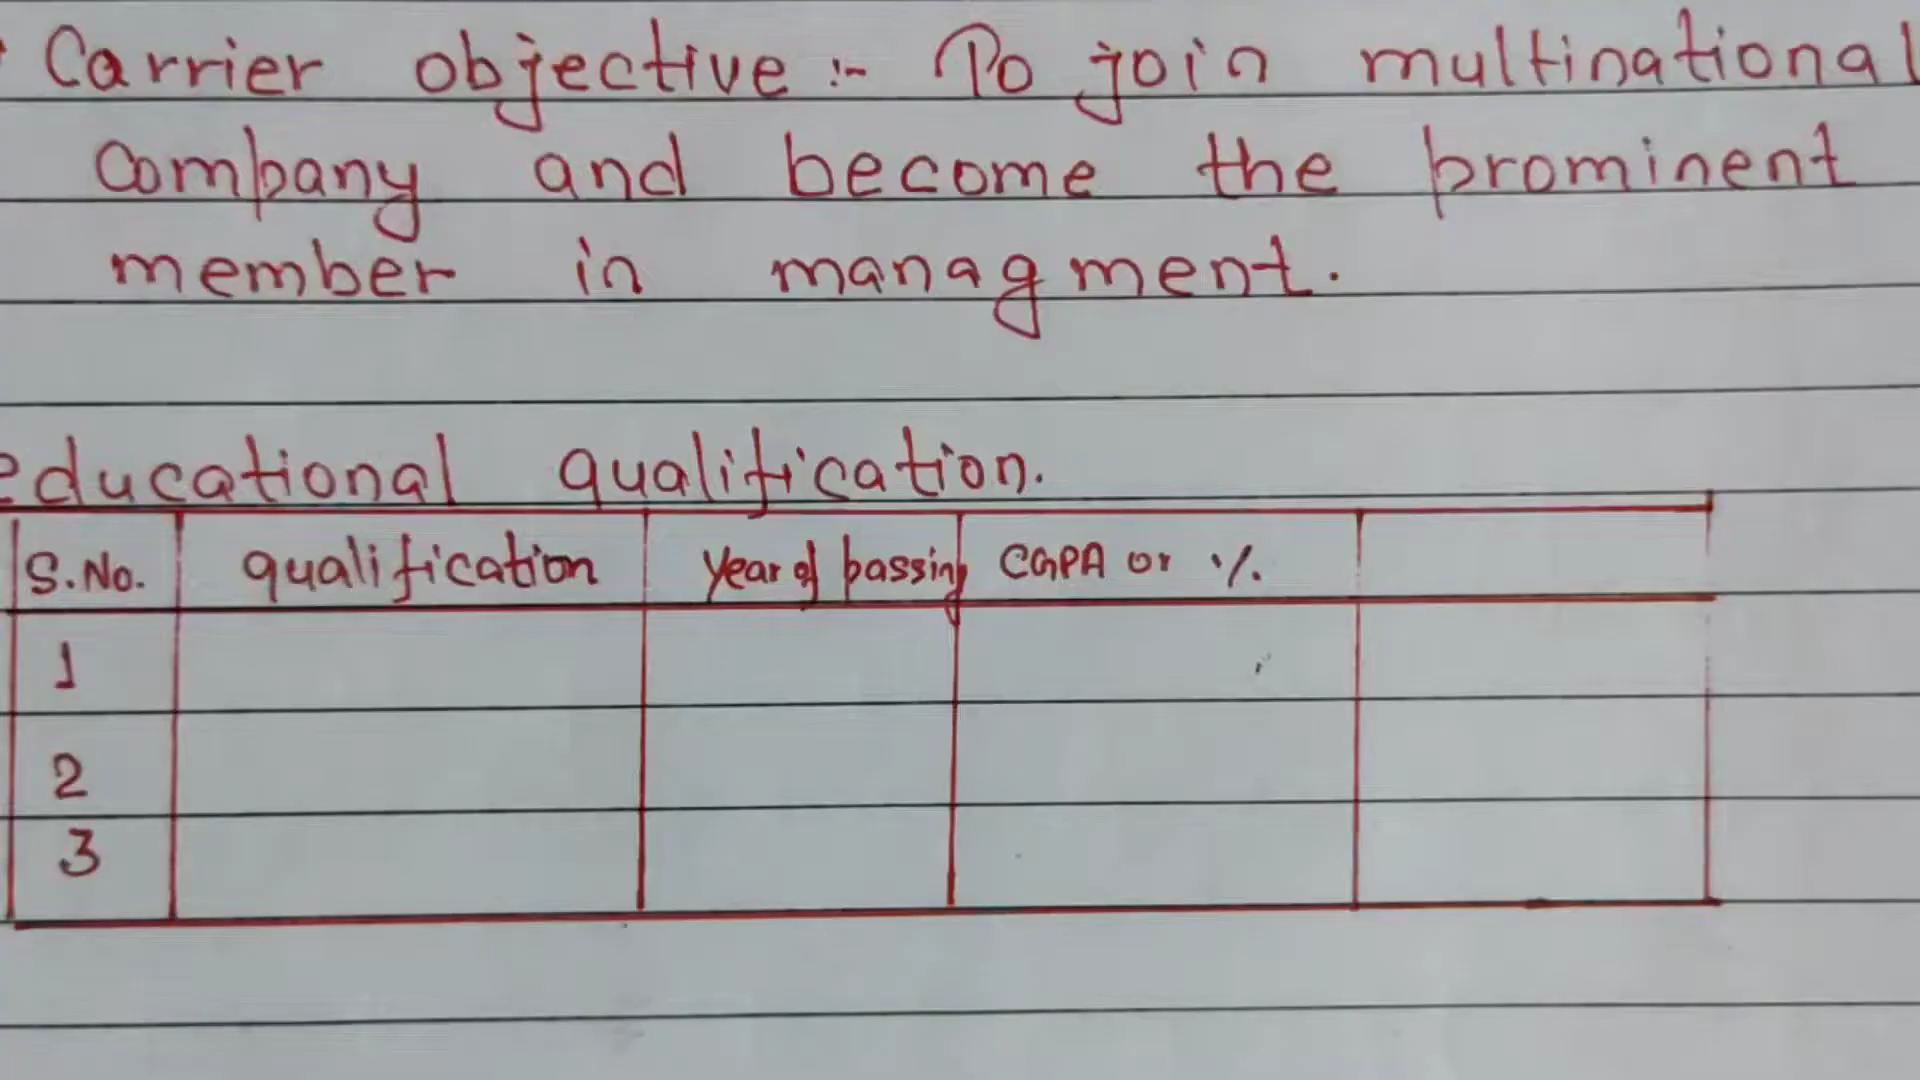 Carrier objective :- To join multinational
company and become the prominent
member in managment.
educational qualification.
S.No. qualification Year of passing CGPA or %.
1
2
3